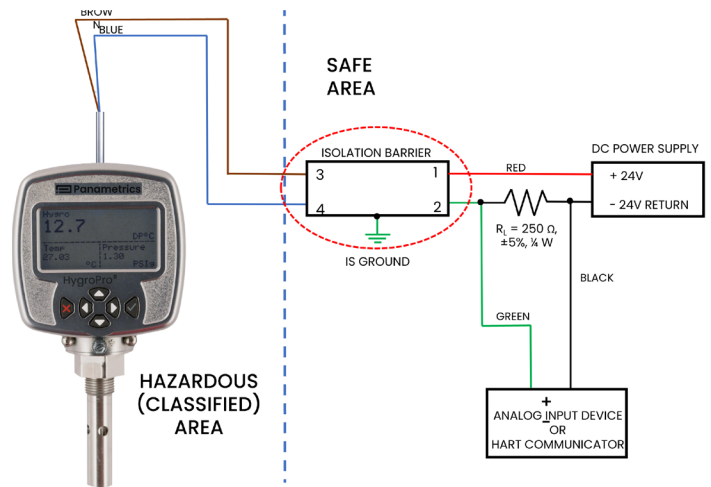 BROW
N
BLUE
SAFE
AREA
ISOLATION BARRIER
3
1
4
2
IS GROUND
RED
DC POWER SUPPLY
+ 24V
- 24V RETURN
RL = 250 Ω,
±5%, ¼ W
BLACK
GREEN
+
-
ANALOG INPUT DEVICE
OR
HART COMMUNICATOR
Panametrics
Hygro
12.7
DP°C
Temp
Pressure
27.03
1.30
°C
PSIg
HygroPro®
HAZARDOUS
(CLASSIFIED)
AREA